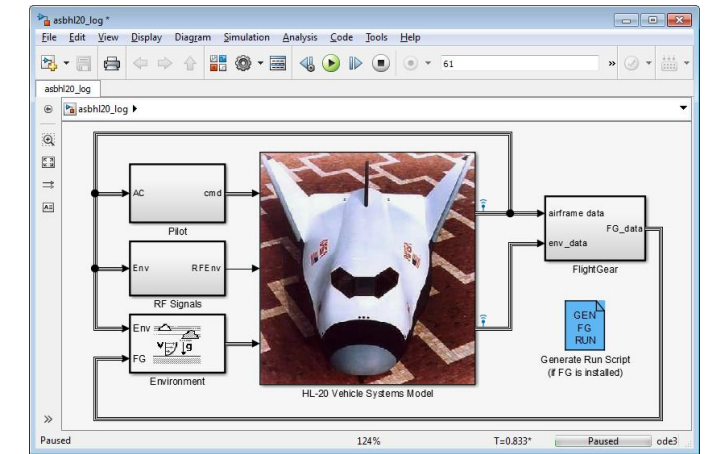 asbhl20_log *
File Edit View Display Diagram Simulation Analysis Code Tools Help
61
»
asbhl20_log
asbhl20_log
AC cmd
Pilot
Env RFEnv
RF Signals
Env
FG
V g
Environment
HL-20 Vehicle Systems Model
airframe data
FG_data
env_data
FlightGear
GEN
FG
RUN
Generate Run Script
(if FG is installed)
»
Paused 124% T=0.833* Paused ode3